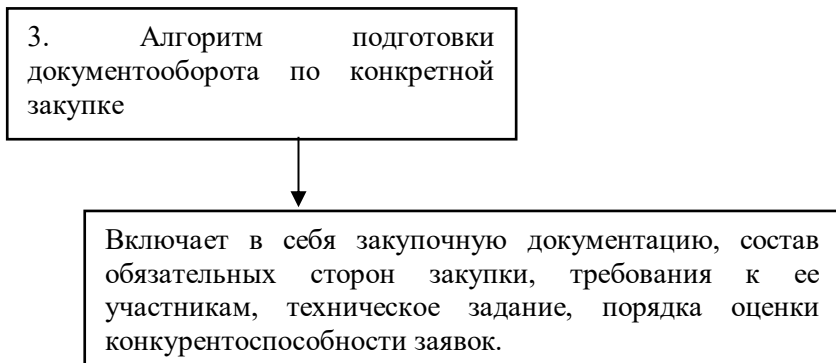 3. Алгоритм подготовки
документооборота по конкретной
закупке
Включает в себя закупочную документацию, состав
обязательных сторон закупки, требования к ее
участникам, техническое задание, порядка оценки
конкурентоспособности заявок.